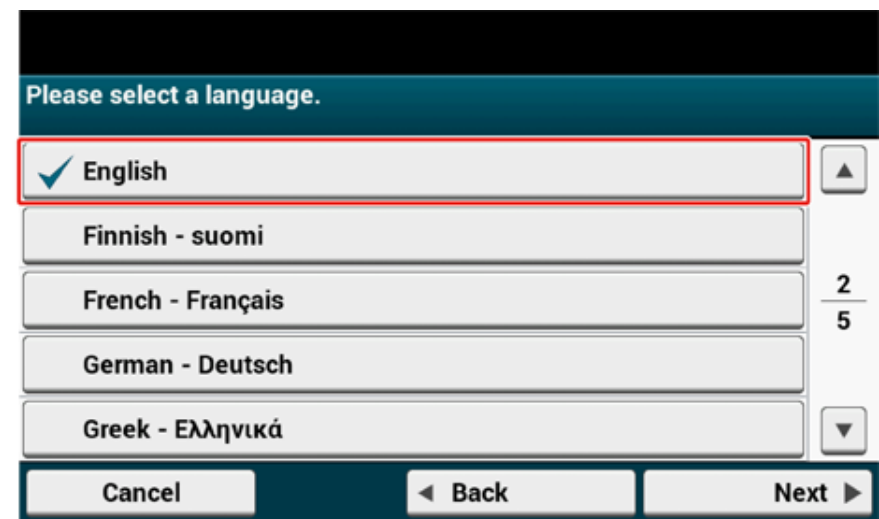 Please select a language.
English
Finnish - suomi
French - Français
German - Deutsch
Greek - Ελληνικά
2
5
Cancel
Back
Next